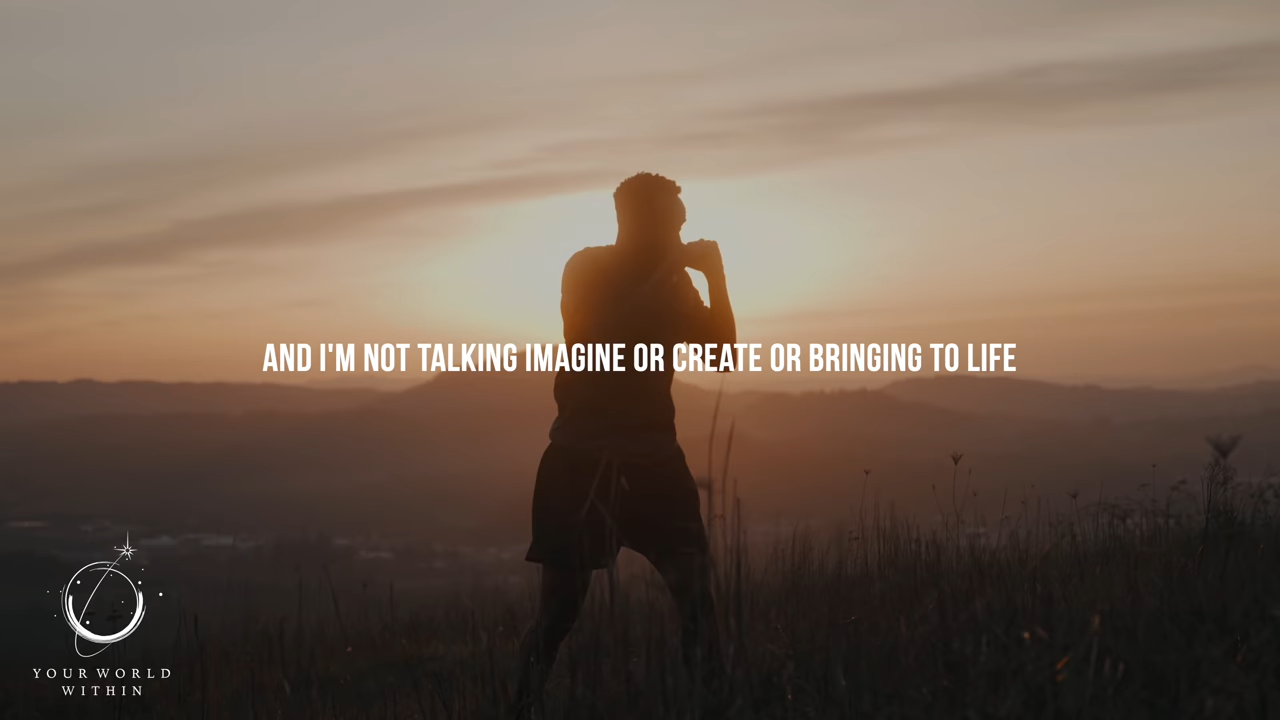 AND I'M NOT TALKING IMAGINE OR CREATE OR BRINGING TO LIFE
YOUR WORLD
WITHIN